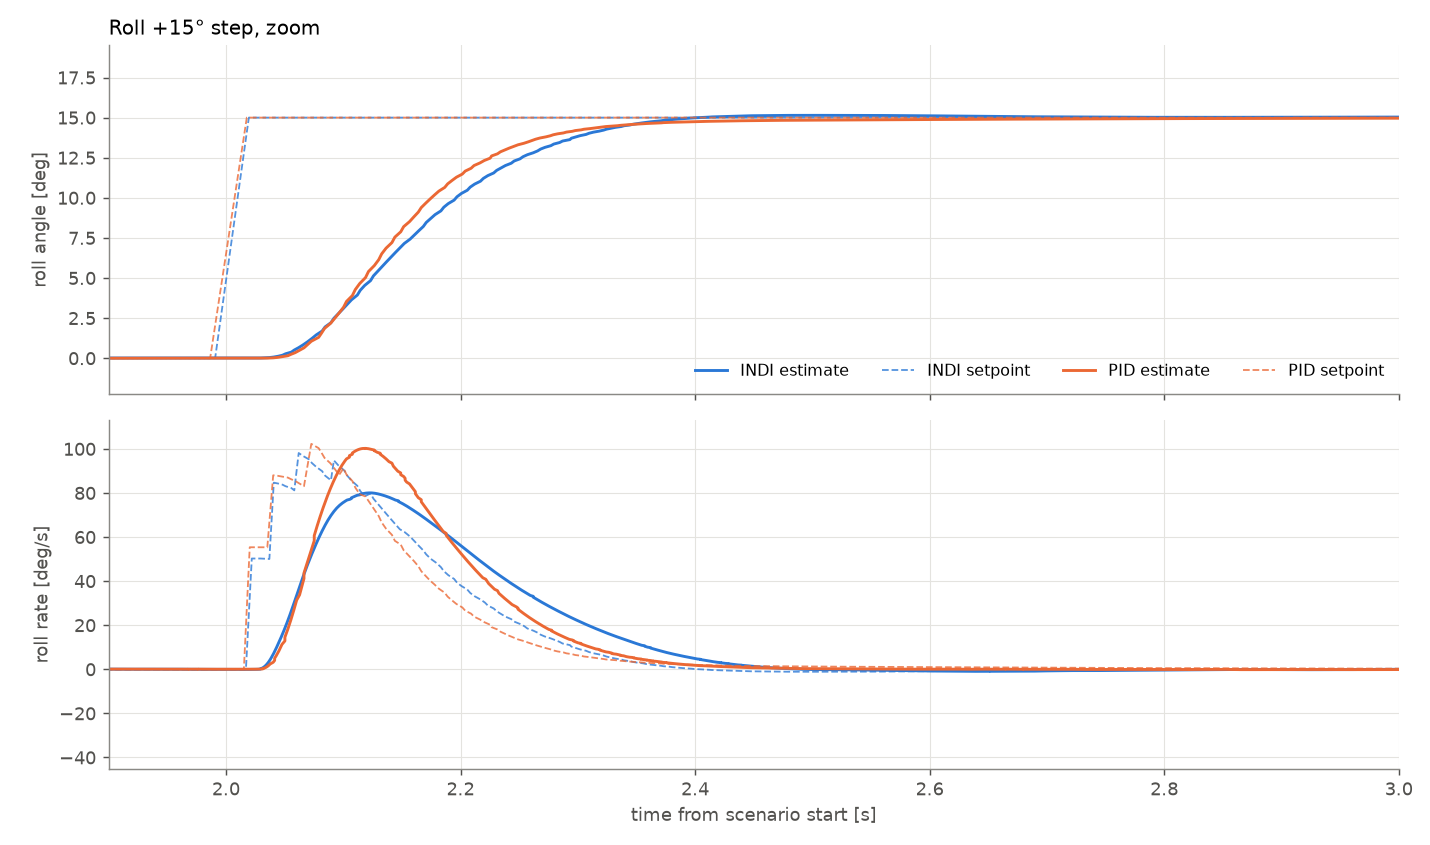 Roll +15° step, zoom
roll angle [deg]
17.5
15.0
12.5
10.0
7.5
5.0
2.5
0.0
INDI estimate INDI setpoint PID estimate PID setpoint
roll rate [deg/s]
100
80
60
40
20
0
−20
−40
2.0 2.2 2.4 2.6 2.8 3.0
time from scenario start [s]